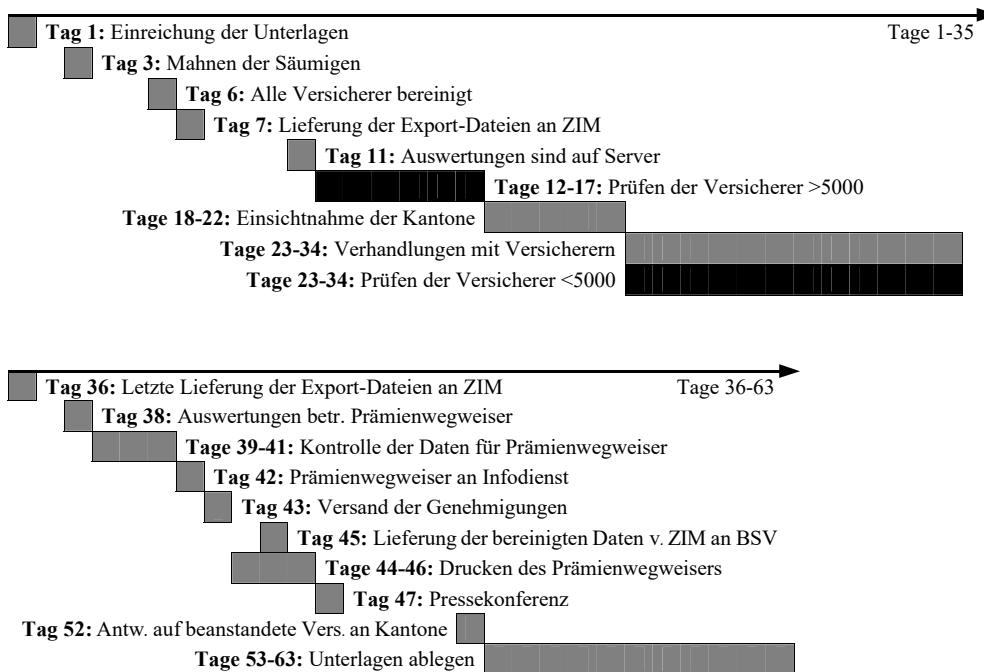 Tag 1: Einreichung der Unterlagen Tage 1-35
Tag 3: Mahnen der Säumigen
Tag 6: Alle Versicherer bereinigt
Tag 7: Lieferung der Export-Dateien an ZIM
Tag 11: Auswertungen sind auf Server
Tage 12-17: Prüfen der Versicherer >5000
Tage 18-22: Einsichtnahme der Kantone
Tage 23-34: Verhandlungen mit Versicherern
Tage 23-34: Prüfen der Versicherer <5000
Tag 36: Letzte Lieferung der Export-Dateien an ZIM Tage 36-63
Tag 38: Auswertungen betr. Prämienwegweiser
Tage 39-41: Kontrolle der Daten für Prämienwegweiser
Tag 42: Prämienwegweiser an Infodienst
Tag 43: Versand der Genehmigungen
Tag 45: Lieferung der bereinigten Daten v. ZIM an BSV
Tage 44-46: Drucken des Prämienwegweisers
Tag 47: Pressekonferenz
Tag 52: Antw. auf beanstandete Vers. an Kantone
Tage 53-63: Unterlagen ablegen